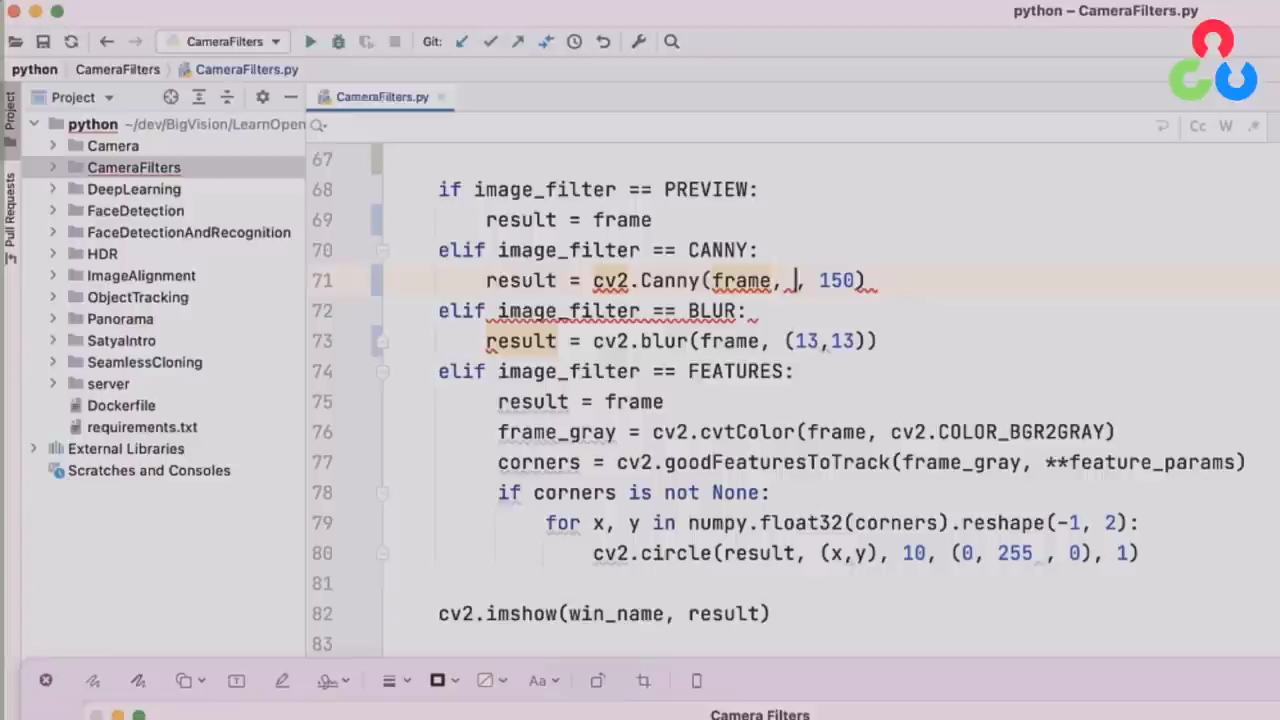 python – CameraFilters.py
CameraFilters
Git:
python
CameraFilters
CameraFilters.py
Project
CameraFilters.py
Project
Pull Requests
python ~/dev/BigVision/LearnOpen
Camera
CameraFilters
DeepLearning
FaceDetection
FaceDetectionAndRecognition
HDR
ImageAlignment
ObjectTracking
Panorama
SatyaIntro
SeamlessCloning
server
Dockerfile
requirements.txt
External Libraries
Scratches and Consoles
Cc W .*
67
68 if image_filter == PREVIEW:
69 result = frame
70 elif image_filter == CANNY:
71 result = cv2.Canny(frame, , 150)
72 elif image_filter == BLUR:
73 result = cv2.blur(frame, (13,13))
74 elif image_filter == FEATURES:
75 result = frame
76 frame_gray = cv2.cvtColor(frame, cv2.COLOR_BGR2GRAY)
77 corners = cv2.goodFeaturesToTrack(frame_gray, **feature_params)
78 if corners is not None:
79 for x, y in numpy.float32(corners).reshape(-1, 2):
80 cv2.circle(result, (x,y), 10, (0, 255 , 0), 1)
81
82 cv2.imshow(win_name, result)
83
Aa
Camera Filters